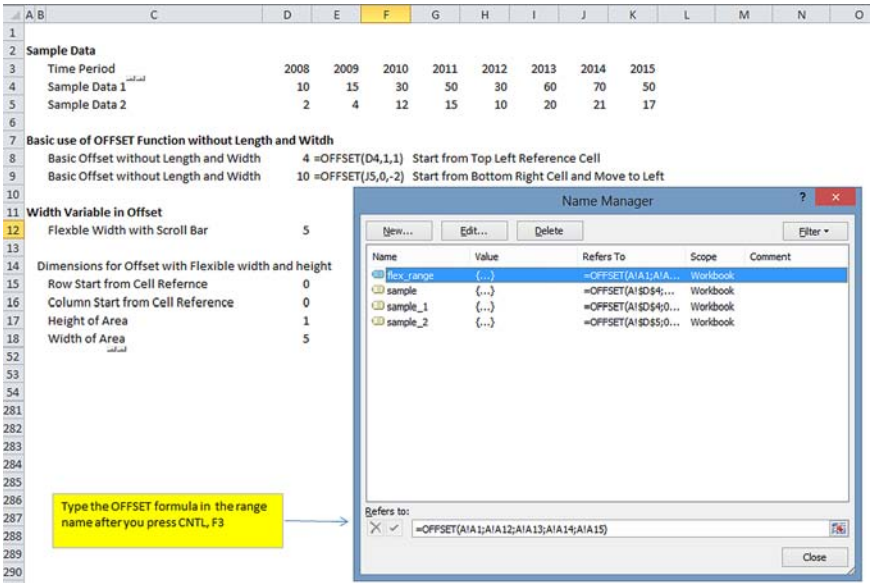 A B C D E F G H I J K L M N O
1
2 Sample Data
3 Time Period 2008 2009 2010 2011 2012 2013 2014 2015
4 Sample Data 1 10 15 30 50 30 60 70 50
5 Sample Data 2 2 4 12 15 10 20 21 17
6
7 Basic use of OFFSET Function without Length and Witdh
8 Basic Offset without Length and Width 4 =OFFSET(D4,1,1) Start from Top Left Reference Cell
9 Basic Offset without Length and Width 10 =OFFSET(J5,0,-2) Start from Bottom Right Cell and Move to Left
10
11 Width Variable in Offset
12 Flexble Width with Scroll Bar 5
13
14 Dimensions for Offset with Flexible width and height
15 Row Start from Cell Refernce 0
16 Column Start from Cell Reference 0
17 Height of Area 1
18 Width of Area 5
52
53
54
281
282
283
284
285
286
287
288
289
290
Type the OFFSET formula in the range
name after you press CNTL, F3
Name Manager
New... Edit... Delete Filter
Name Value Refers To Scope Comment
flex_range {...} =OFFSET(A!A1;A!A... Workbook
sample {...} =OFFSET(A!$D$4;... Workbook
sample_1 {...} =OFFSET(A!$D$4;0... Workbook
sample_2 {...} =OFFSET(A!$D$5;0... Workbook
Refers to:
=OFFSET(A!A1;A!A12;A!A13;A!A14;A!A15)
Close